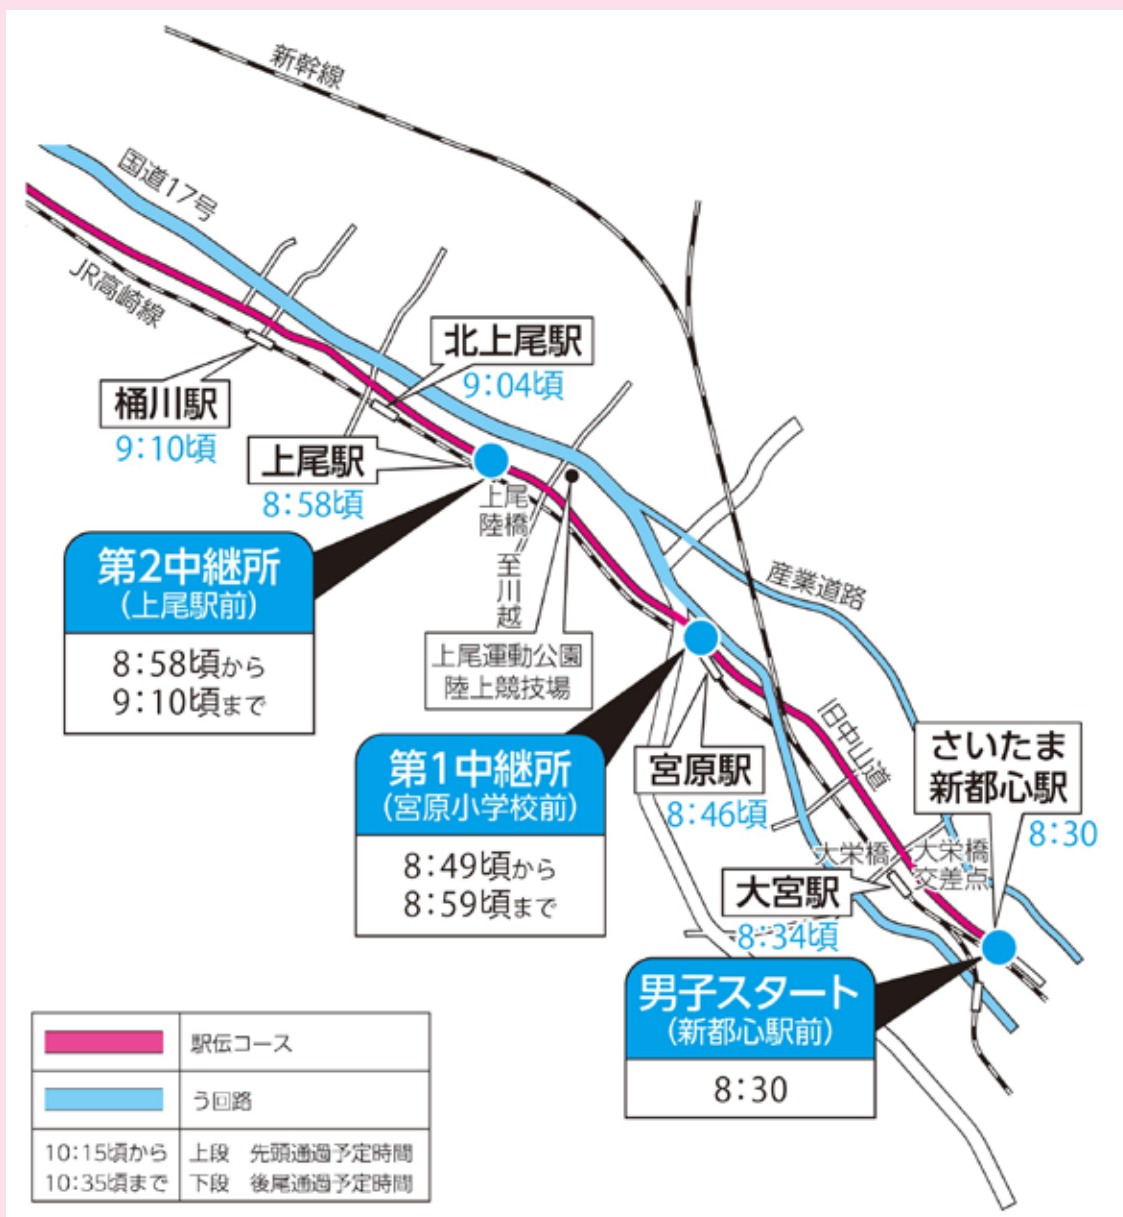 新幹線
国道17号
JR高崎線
北上尾駅
9:04頃
桶川駅
9:10頃
上尾駅
8:58頃
上尾
陸橋
至川越
第2中継所
(上尾駅前)
8:58頃から
9:10頃まで
産業道路
上尾運動公園
陸上競技場
旧中山道
さいたま
新都心駅
8:30
第1中継所
(宮原小学校前)
8:49頃から
8:59頃まで
宮原駅
8:46頃
大栄橋
大栄橋
交差点
大宮駅
8:34頃
男子スタート
(新都心駅前)
8:30
駅伝コース
う回路
10:15頃から 上段 先頭通過予定時間
10:35頃まで 下段 後尾通過予定時間